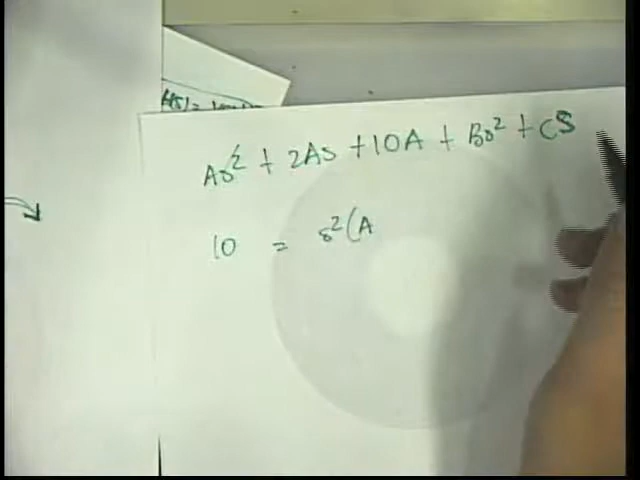 As² + 2As + 10A + Bs² + CS
10 = s²(A